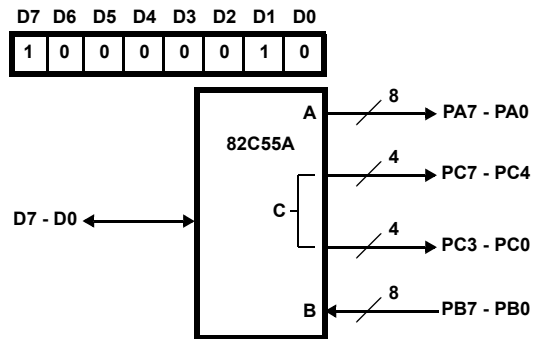 D7 D6 D5 D4 D3 D2 D1 D0
1 0 0 0 0 0 1 0
A
8
PA7 - PA0
82C55A
4
PC7 - PC4
C
D7 - D0
4
PC3 - PC0
B
8
PB7 - PB0